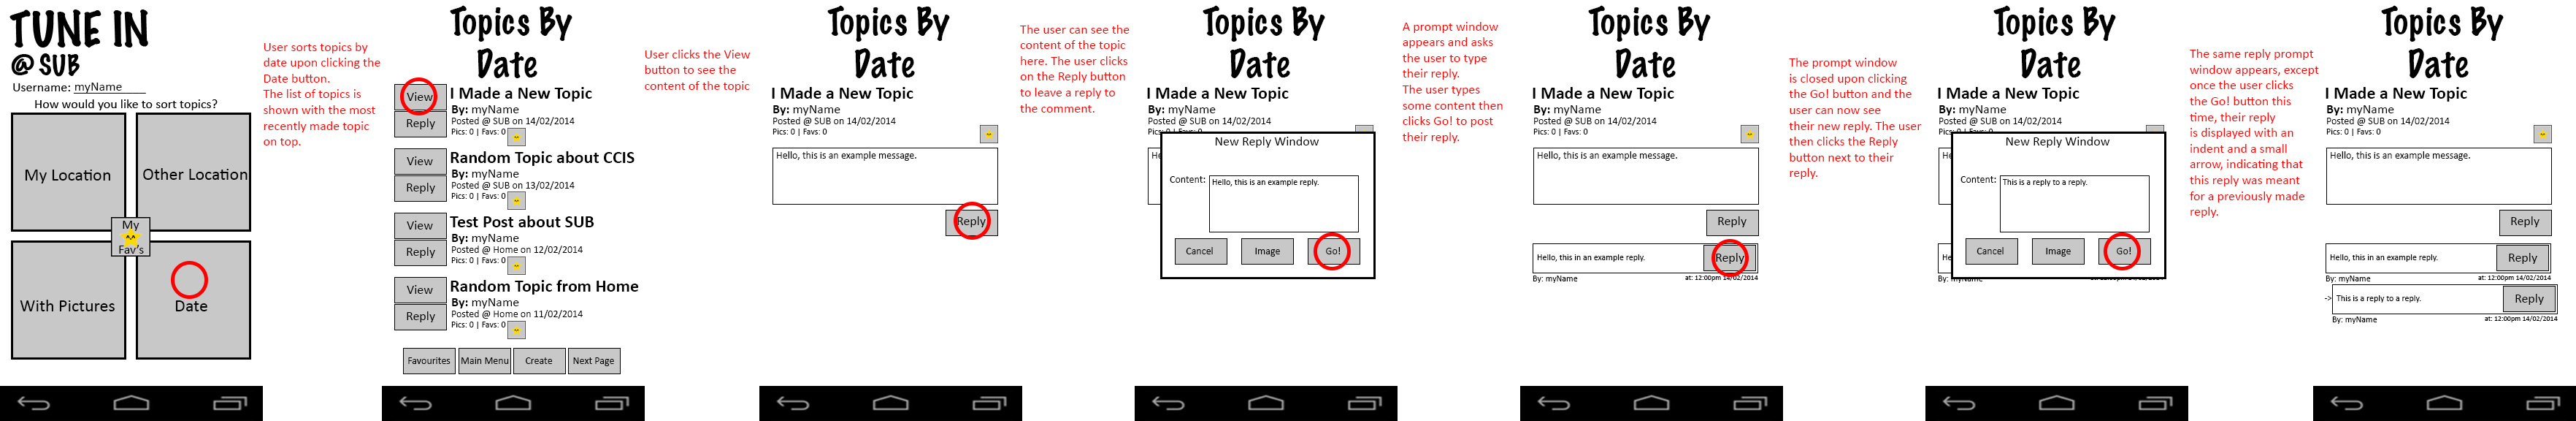 TUNE IN
@ SUB
Username: myName
How would you like to sort topics?
My Location
Other Location
My
Fav's
With Pictures
Date
User sorts topics by
date upon clicking the
Date button.
The list of topics is
shown with the most
recently made topic
on top.
Topics By
Date
View
Reply
I Made a New Topic
By: myName
Posted @ SUB on 14/02/2014
Pics: 0 | Favs: 0
View
Reply
Random Topic about CCIS
By: myName
Posted @ SUB on 13/02/2014
Pics: 0 | Favs: 0
View
Reply
Test Post about SUB
By: myName
Posted @ Home on 12/02/2014
Pics: 0 | Favs: 0
View
Reply
Random Topic from Home
By: myName
Posted @ Home on 11/02/2014
Pics: 0 | Favs: 0
Favourites
Main Menu
Create
Next Page
User clicks the View
button to see the
content of the topic
Topics By
Date
I Made a New Topic
By: myName
Posted @ SUB on 14/02/2014
Pics: 0 | Favs: 0
Hello, this is an example message.
Reply
The user can see the
content of the topic
here. The user clicks
on the Reply button
to leave a reply to
the comment.
Topics By
Date
I Made a New Topic
By: myName
Posted @ SUB on 14/02/2014
Pics: 0 | Favs: 0
He
New Reply Window
Content:
Hello, this is an example reply.
Cancel
Image
Go!
A prompt window
appears and asks
the user to type
their reply.
The user types
some content then
clicks Go! to post
their reply.
Topics By
Date
I Made a New Topic
By: myName
Posted @ SUB on 14/02/2014
Pics: 0 | Favs: 0
Hello, this is an example message.
Reply
Hello, this in an example reply.
Reply
By: myName
at: 12:00pm 14/02/2014
The prompt window
is closed upon clicking
the Go! button and the
user can now see
their new reply. The user
then clicks the Reply
button next to their
reply.
Topics By
Date
I Made a New Topic
By: myName
Posted @ SUB on 14/02/2014
Pics: 0 | Favs: 0
He
New Reply Window
Content:
This is a reply to a reply.
Cancel
Image
Go!
He
By: myName
at: 12:00pm 14/02/2014
The same reply prompt
window appears, except
once the user clicks
the Go! button this
time, their reply
is displayed with an
indent and a small
arrow, indicating that
this reply was meant
for a previously made
reply.
Topics By
Date
I Made a New Topic
By: myName
Posted @ SUB on 14/02/2014
Pics: 0 | Favs: 0
Hello, this is an example message.
Reply
Hello, this in an example reply.
Reply
By: myName
at: 12:00pm 14/02/2014
->
This is a reply to a reply.
Reply
By: myName
at: 12:00pm 14/02/2014